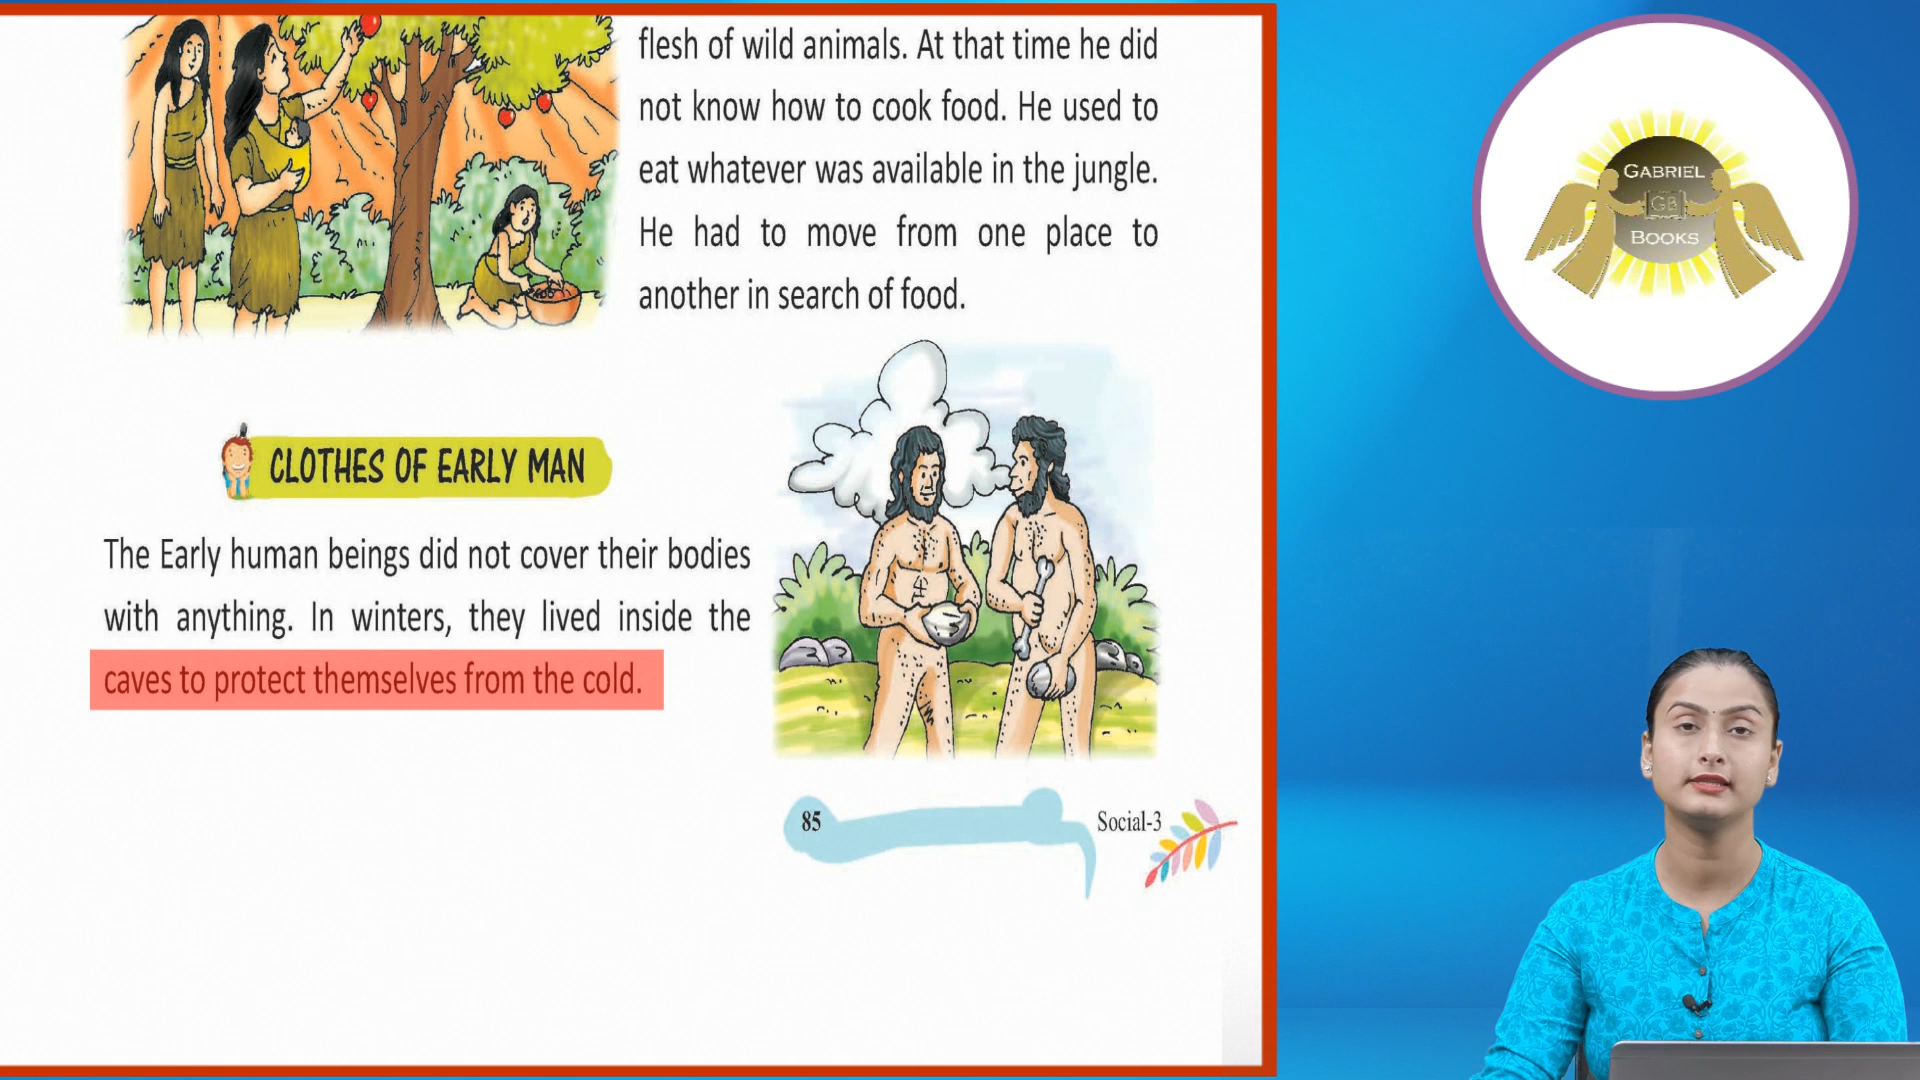 flesh of wild animals. At that time he did
not know how to cook food. He used to
eat whatever was available in the jungle.
He had to move from one place to
another in search of food.
CLOTHES OF EARLY MAN
The Early human beings did not cover their bodies
with anything. In winters, they lived inside the
caves to protect themselves from the cold.
85
Social-3
GABRIEL
GB
BOOKS